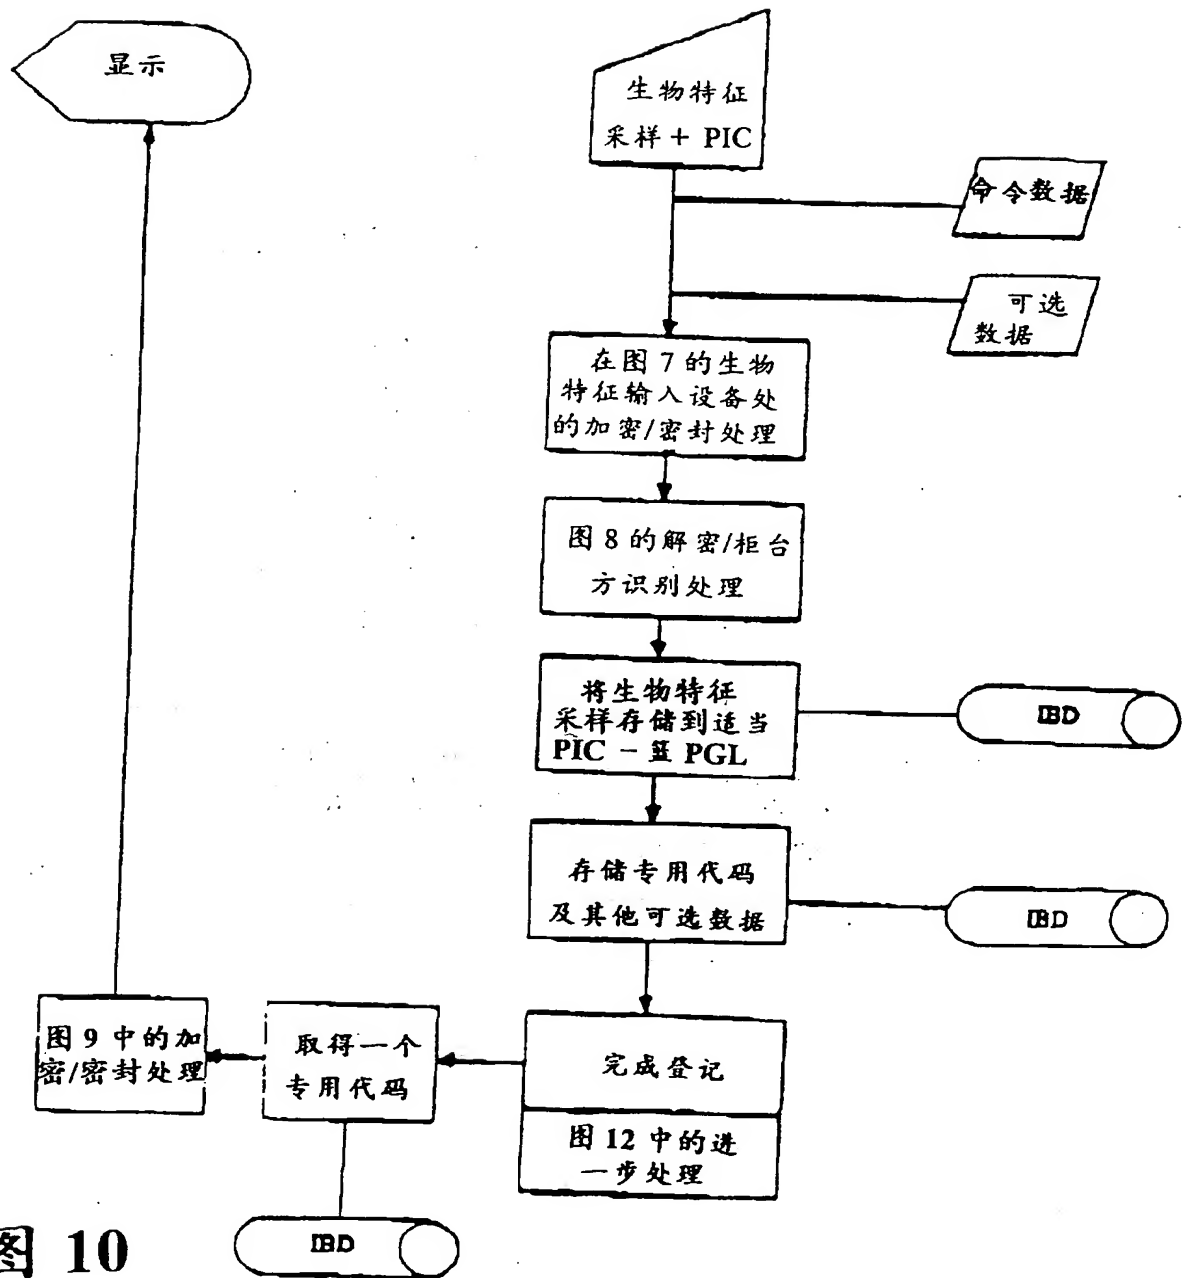 显示
生物特征
采样＋ PIC
命令数据
可选
数据
在图 7 的生物
特征输入设备处
的加密/密封处理
图 8 的解密/柜台
方识别处理
将生物特征
采样存储到适当
PIC － 篮 PGL
IBD
存储专用代码
及其他可选数据
IBD
图 9 中的加
密/密封处理
取得一个
专用代码
完成登记
图 12 中的进
一步处理
IBD
图 10